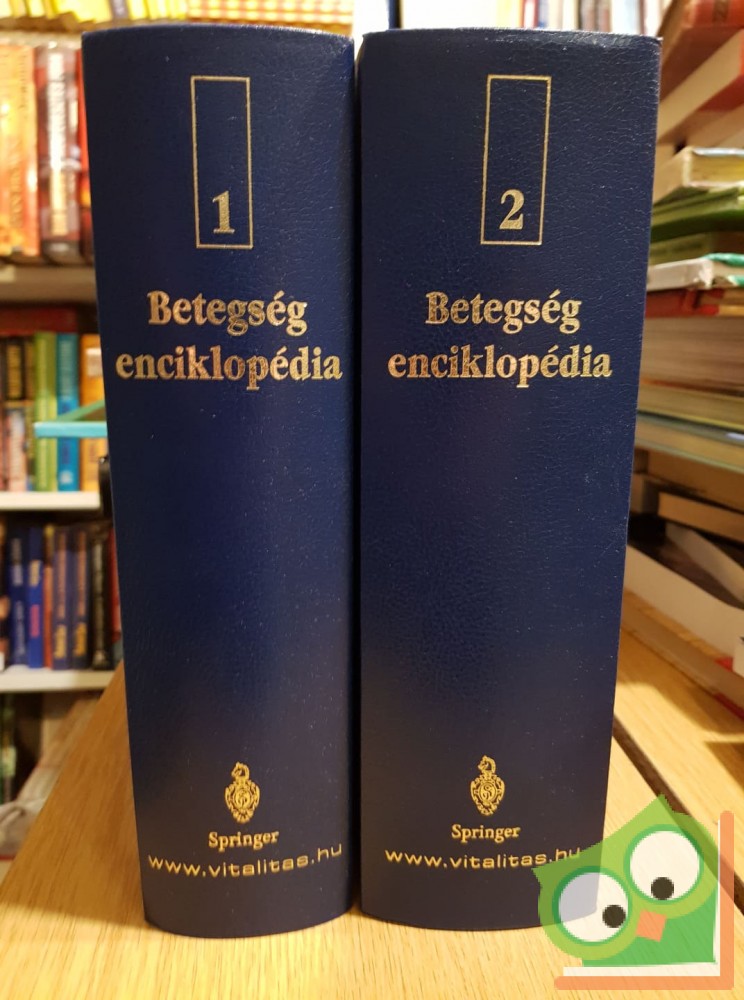 1
Betegség
enciklopédia
Springer
www.vitalitas.hu
2
Betegség
enciklopédia
Springer
www.vitalitas.hu